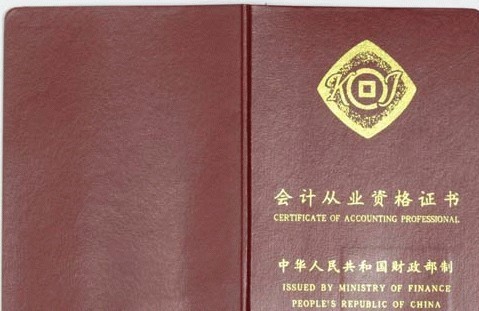 KJ
会计从业资格证书
CERTIFICATE OF ACCOUNTING PROFESSIONAL
中华人民共和国财政部制
ISSUED BY MINISTRY OF FINANCE
PEOPLE'S REPUBLIC OF CHINA